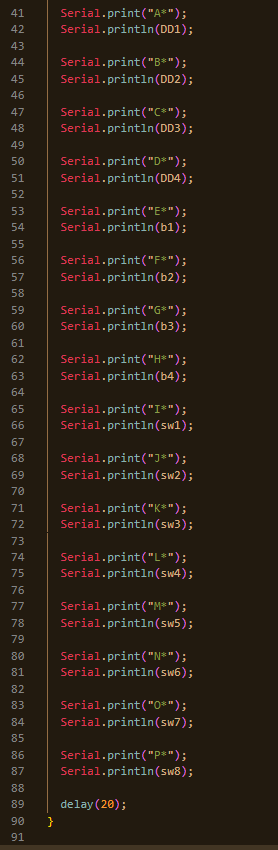 41 Serial.print("A*");
42 Serial.println(DD1);
43
44 Serial.print("B*");
45 Serial.println(DD2);
46
47 Serial.print("C*");
48 Serial.println(DD3);
49
50 Serial.print("D*");
51 Serial.println(DD4);
52
53 Serial.print("E*");
54 Serial.println(b1);
55
56 Serial.print("F*");
57 Serial.println(b2);
58
59 Serial.print("G*");
60 Serial.println(b3);
61
62 Serial.print("H*");
63 Serial.println(b4);
64
65 Serial.print("I*");
66 Serial.println(sw1);
67
68 Serial.print("J*");
69 Serial.println(sw2);
70
71 Serial.print("K*");
72 Serial.println(sw3);
73
74 Serial.print("L*");
75 Serial.println(sw4);
76
77 Serial.print("M*");
78 Serial.println(sw5);
79
80 Serial.print("N*");
81 Serial.println(sw6);
82
83 Serial.print("O*");
84 Serial.println(sw7);
85
86 Serial.print("P*");
87 Serial.println(sw8);
88
89 delay(20);
90 }
91